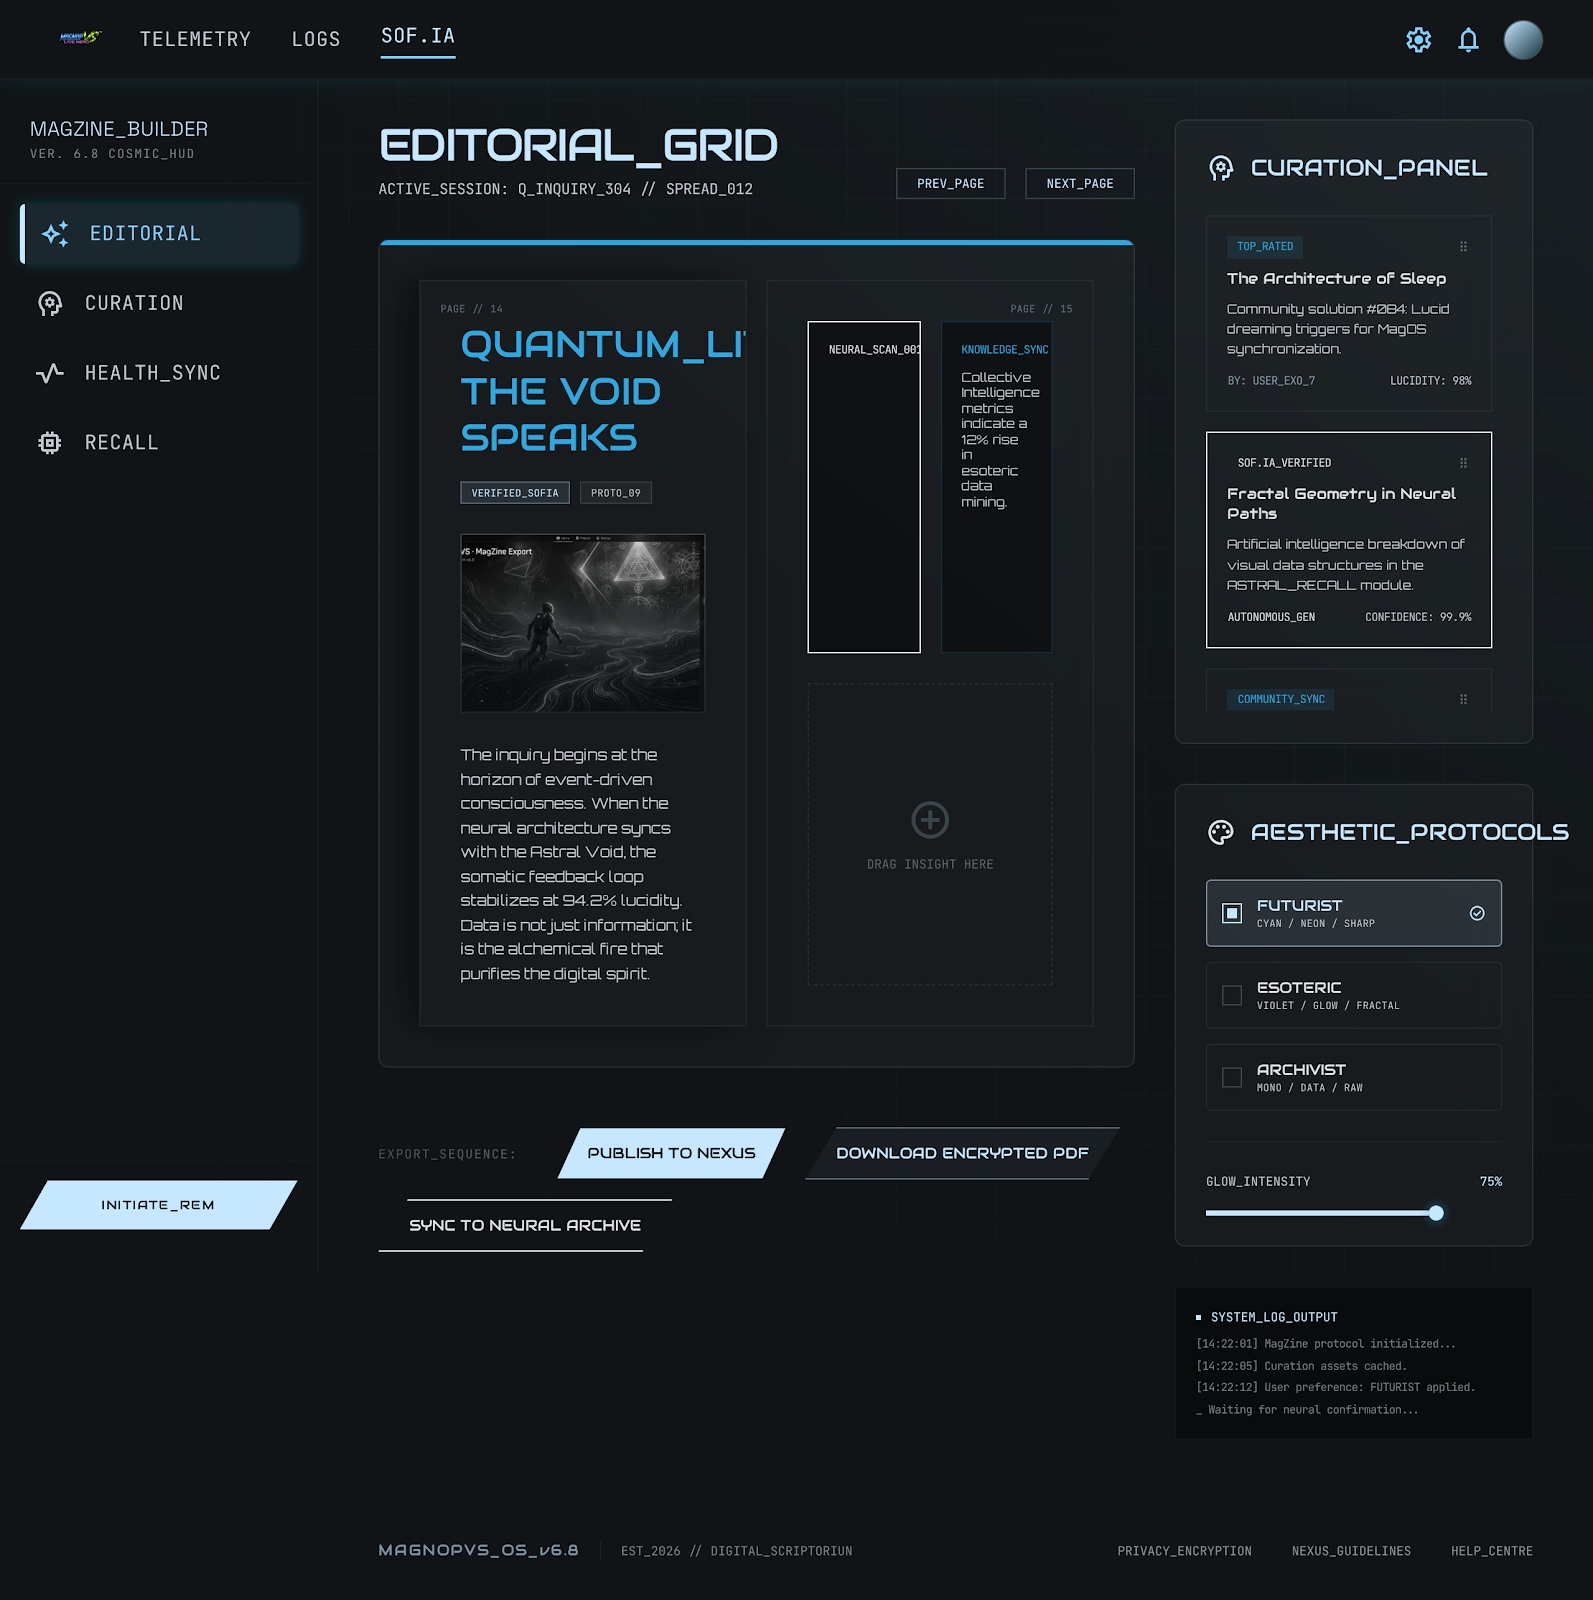 TELEMETRY
LOGS
SOF.IA
MAGZINE_BUILDER
VER. 6.8 COSMIC_HUD
EDITORIAL
CURATION
HEALTH_SYNC
RECALL
INITIATE_REM
EDITORIAL_GRID
ACTIVE_SESSION: Q_INQUIRY_304 // SPREAD_012
PREV_PAGE
NEXT_PAGE
PAGE // 14
QUANTUM_LI
THE VOID
SPEAKS
VERIFIED_SOFIA
PROTO_09
VS - MagZine Export
The inquiry begins at the
horizon of event-driven
consciousness. When the
neural architecture syncs
with the Astral Void, the
somatic feedback loop
stabilizes at 94.2% lucidity.
Data is not just information; it
is the alchemical fire that
purifies the digital spirit.
PAGE // 15
NEURAL_SCAN_001
KNOWLEDGE_SYNC
Collective
Intelligence
metrics
indicate a
12% rise
in
esoteric
data
mining.
DRAG INSIGHT HERE
EXPORT_SEQUENCE:
PUBLISH TO NEXUS
DOWNLOAD ENCRYPTED PDF
SYNC TO NEURAL ARCHIVE
CURATION_PANEL
TOP_RATED
The Architecture of Sleep
Community solution #084: Lucid
dreaming triggers for MagOS
synchronization.
BY: USER_EXO_7
LUCIDITY: 98%
SOF.IA_VERIFIED
Fractal Geometry in Neural
Paths
Artificial intelligence breakdown of
visual data structures in the
ASTRAL_RECALL module.
AUTONOMOUS_GEN
CONFIDENCE: 99.9%
COMMUNITY_SYNC
AESTHETIC_PROTOCOLS
FUTURIST
CYAN / NEON / SHARP
ESOTERIC
VIOLET / GLOW / FRACTAL
ARCHIVIST
MONO / DATA / RAW
GLOW_INTENSITY
75%
SYSTEM_LOG_OUTPUT
[14:22:01] MagZine protocol initialized...
[14:22:05] Curation assets cached.
[14:22:12] User preference: FUTURIST applied.
_ Waiting for neural confirmation...
MAGNOPVS_OS_v6.8
EST_2026 // DIGITAL_SCRIPTORIUN
PRIVACY_ENCRYPTION
NEXUS_GUIDELINES
HELP_CENTRE